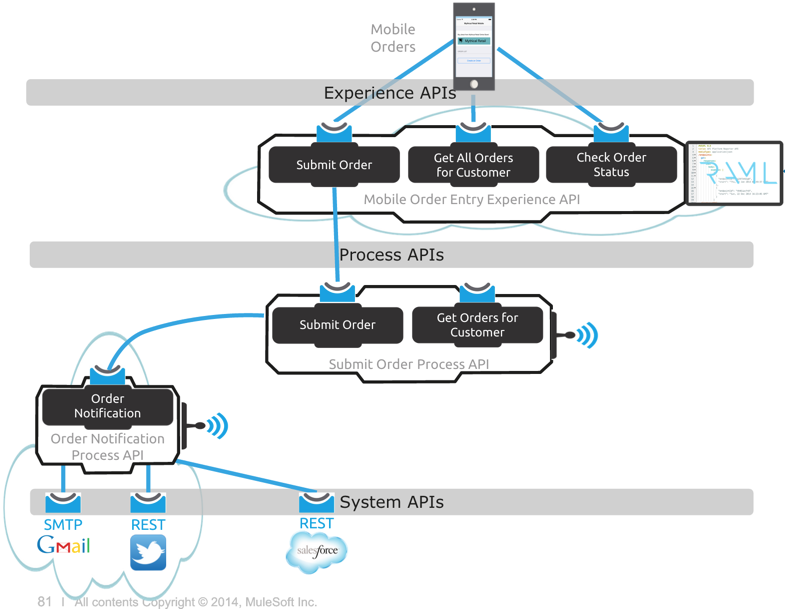 Mobile
Orders
Mythical Retail
Experience APIs
Submit Order
Get All Orders
for Customer
Check Order
Status
RAML
Mobile Order Entry Experience API
Process APIs
Submit Order
Get Orders for
Customer
Submit Order Process API
Order
Notification
Order Notification
Process API
System APIs
SMTP
REST
REST
Gmail
salesforce
81 | All contents Copyright © 2014, MuleSoft Inc.